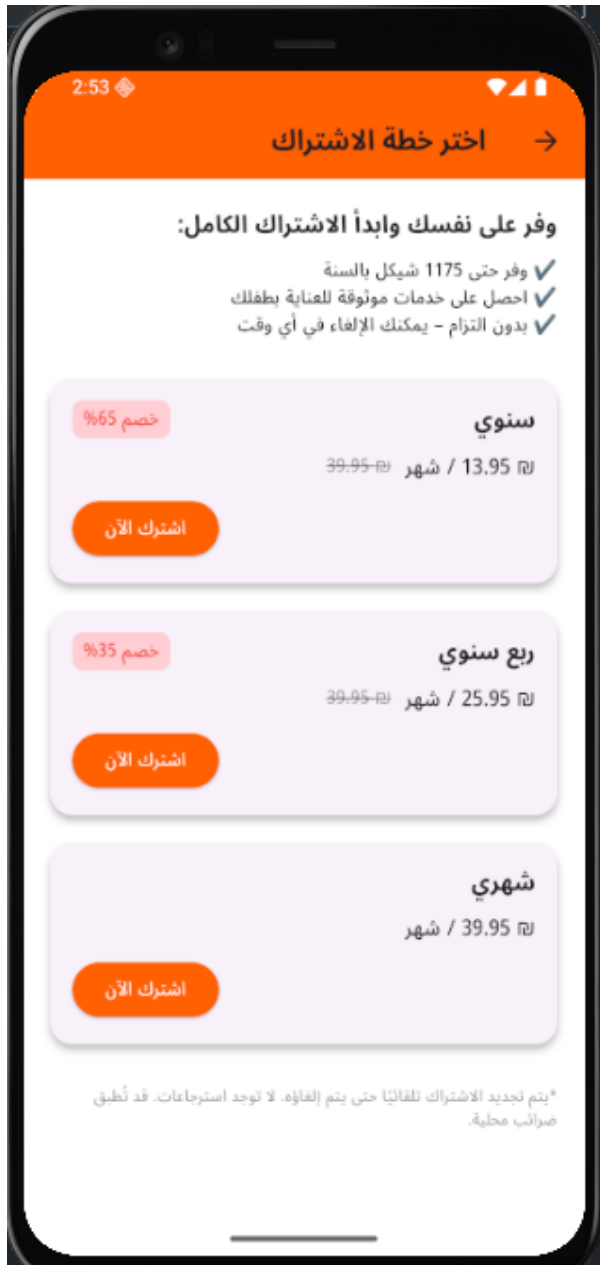 2:53
اختر خطة الاشتراك
وفر على نفسك وابدأ الاشتراك الكامل:
✔ وفر حتى 1175 شيكل بالسنة
✔ احصل على خدمات موثوقة للعناية بطفلك
✔ بدون التزام – يمكنك الإلغاء في أي وقت
سنوي
خصم 65%
₪ 13.95 / شهر ₪ 39.95
اشترك الآن
ربع سنوي
خصم 35%
₪ 25.95 / شهر ₪ 39.95
اشترك الآن
شهري
₪ 39.95 / شهر
اشترك الآن
*يتم تجديد الاشتراك تلقائيًا حتى يتم إلغاؤه. لا توجد استرجاعات. قد تُطبق
ضرائب محلية.